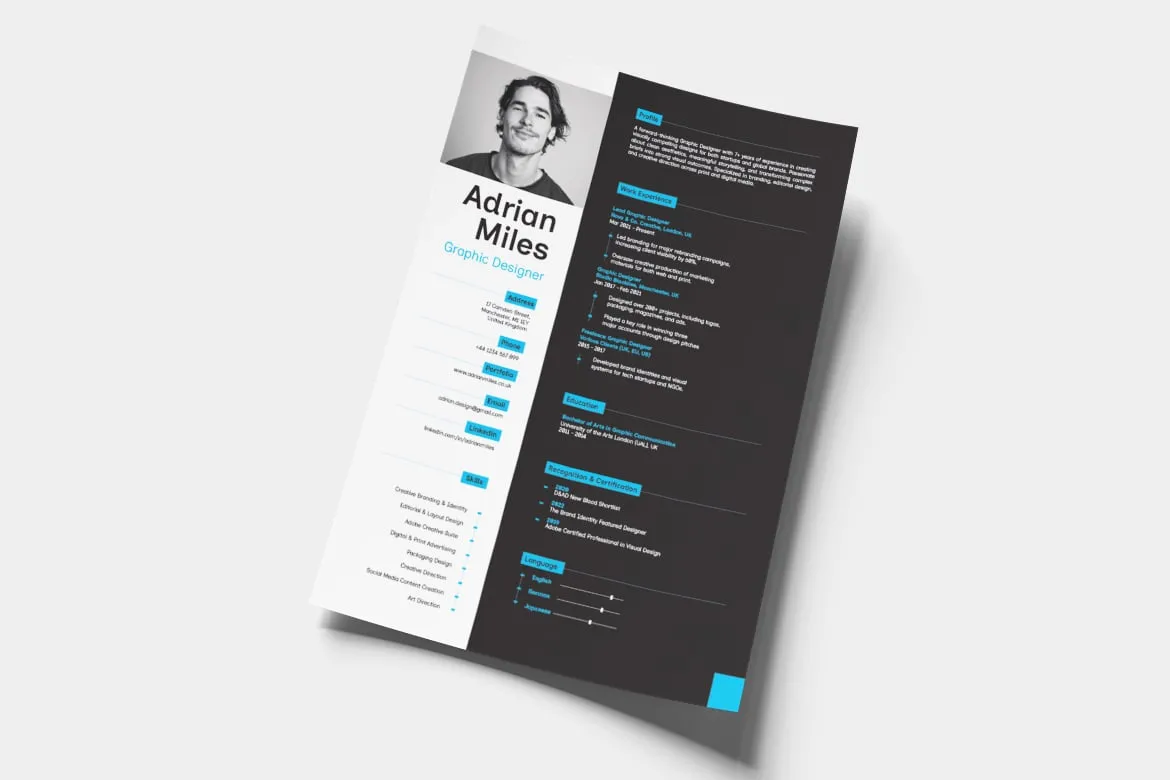 Adrian
Miles
Graphic Designer
Address
17 Camden Street,
Manchester, M1 1EY
United Kingdom
Phone
+44 1234 567 899
Portfolio
www.adrianmiles.co.uk
Email
adrian.design@gmail.com
LinkedIn
linkedin.com/in/adrianmiles
Skills
Creative Branding & Identity
Editorial & Layout Design
Adobe Creative Suite
Digital & Print Advertising
Packaging Design
Creative Direction
Social Media Content Creation
Art Direction
Profile
A forward-thinking Graphic Designer with 7+ years of experience in creating
visually compelling designs for both startups and global brands. Passionate
about clean aesthetics, meaningful storytelling, and transforming complex
briefs into strong visual outcomes. Specialized in branding, editorial design,
and creative direction across print and digital media.
Work Experience
Lead Graphic Designer
& Co. Creative, London, UK
Mar 2021 - Present
Led branding for major rebranding campaigns,
increasing client visibility by
Oversaw creative production of marketing
materials for both web and print.
Graphic Designer
Studio Blackline, Manchester, UK
Jan 2017 - Feb 2021
Designed over 200+ projects, including logos,
packaging, magazines, and ads.
Played a key role in winning three
major accounts through design pitches
Freelance Graphic Designer
Various Clients (UK, EU, US)
2015 - 2017
Developed brand identities and visual
systems for tech startups and NGOs.
Education
Bachelor of Arts in Graphic Communication
University of the Arts London (UAL), UK
2011 - 2014
Recognition & Certification
2020
D&AD New Blood Shortlist
2022
The Brand Identity Featured Designer
2019
Adobe Certified Professional in Visual Design
Language
English
Japanese